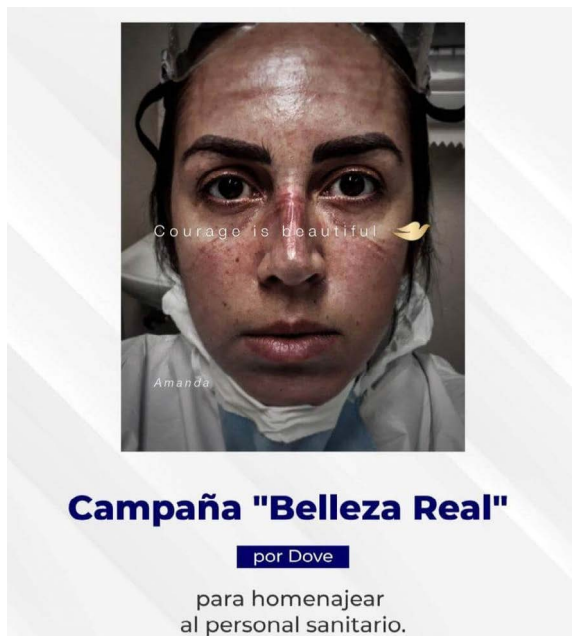 Courage is beautiful
Amanda
Campaña "Belleza Real"
por Dove
para homenajear
al personal sanitario.